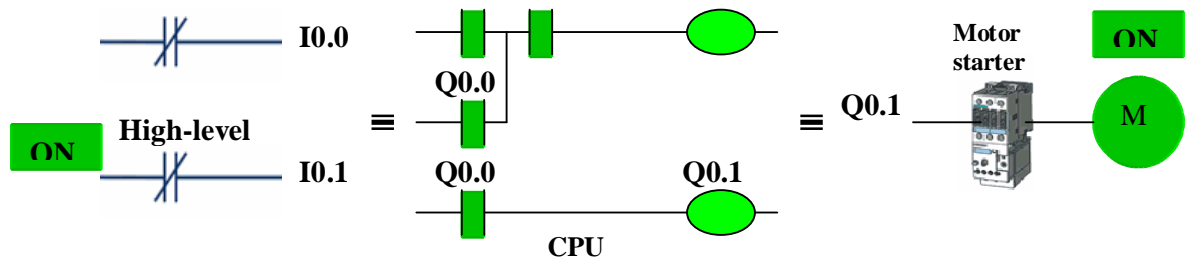 I0.0
High-level
ON
I0.1
Q0.0
Q0.0
Q0.1
CPU
Motor
starter
ON
Q0.1
M
≡
≡